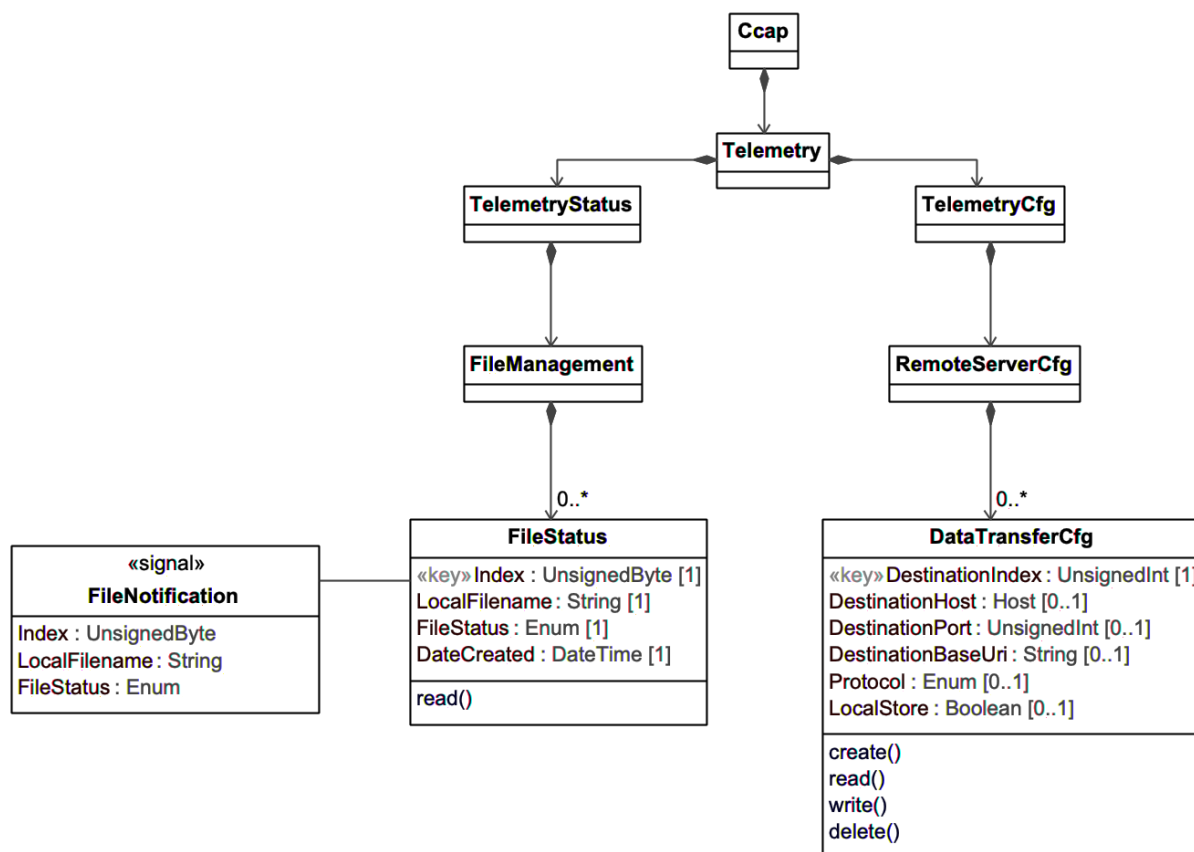 Ccap
Telemetry
TelemetryStatus
TelemetryCfg
FileManagement
RemoteServerCfg
0..*
0..*
«signal»
FileNotification
Index : UnsignedByte
LocalFilename : String
FileStatus : Enum
FileStatus
«key»Index : UnsignedByte [1]
LocalFilename : String [1]
FileStatus : Enum [1]
DateCreated : DateTime [1]
read()
DataTransferCfg
«key»DestinationIndex : UnsignedInt [1]
DestinationHost : Host [0..1]
DestinationPort : UnsignedInt [0..1]
DestinationBaseUri : String [0..1]
Protocol : Enum [0..1]
LocalStore : Boolean [0..1]
create()
read()
write()
delete()